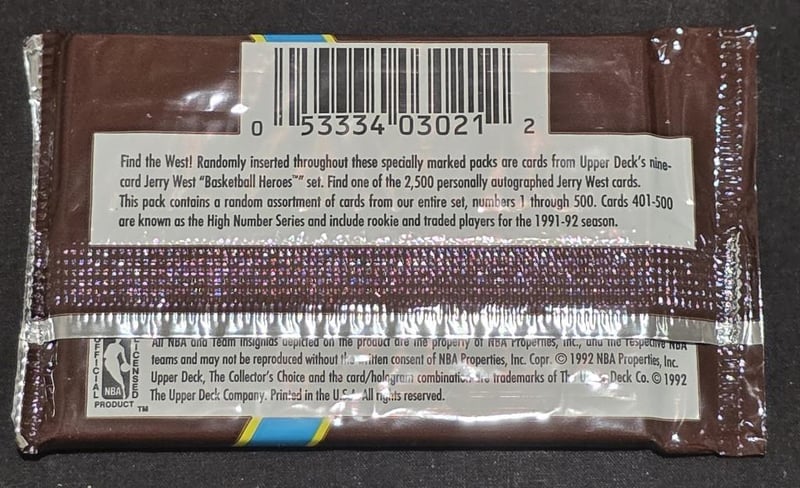 0 53334 03021 2
Find the West! Randomly inserted throughout these specially marked packs are cards from Upper Deck's nine-
card Jerry West "Basketball Heroes™" set. Find one of the 2,500 personally autographed Jerry West cards.
This pack contains a random assortment of cards from our entire set, numbers 1 through 500. Cards 401-500
are known as the High Number Series and include rookie and traded players for the 1991-92 season.
All NBA and Team insignias depicted on the product are the property of NBA Properties, Inc., and the respective NBA
teams and may not be reproduced without the written consent of NBA Properties, Inc. Copr. © 1992 NBA Properties, Inc.
Upper Deck, The Collector's Choice and the card/hologram combination are trademarks of The Upper Deck Co. © 1992
The Upper Deck Company. Printed in the U.S.A. All rights reserved.
OFFICIAL
LICENSED
NBA
PRODUCT ™